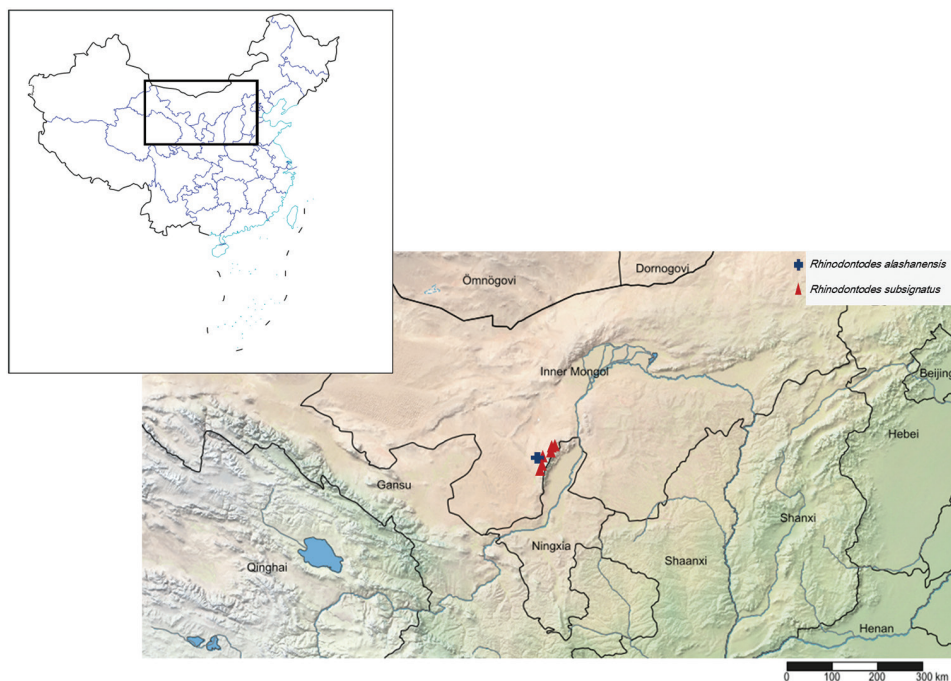 Ömnögovi
Dornogovi
Rhinodontodes alashanensis
Rhinodontodes subsignatus
Inner Mongol
Beijing
Hebei
Gansu
Shanxi
Ningxia
Shaanxi
Qinghai
Henan
0 100 200 300 km